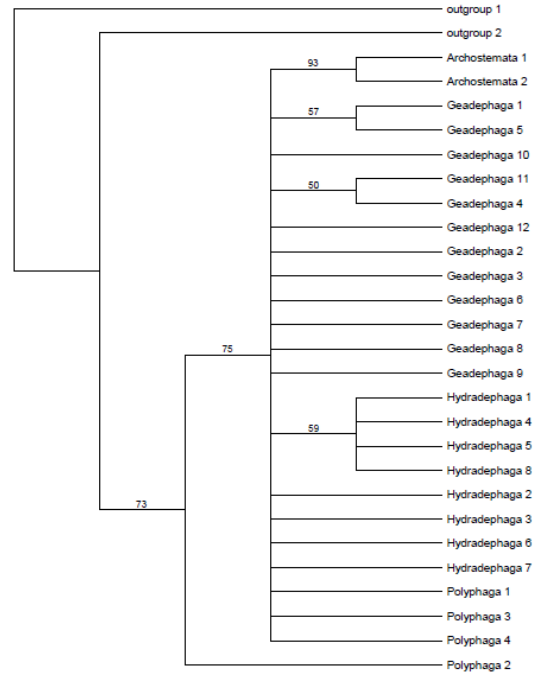 outgroup 1
outgroup 2
93
Archostemata 1
Archostemata 2
57
Geadephaga 1
Geadephaga 5
Geadephaga 10
50
Geadephaga 11
Geadephaga 4
Geadephaga 12
Geadephaga 2
Geadephaga 3
Geadephaga 6
Geadephaga 7
75
Geadephaga 8
Geadephaga 9
Hydradephaga 1
Hydradephaga 4
59
Hydradephaga 5
Hydradephaga 8
Hydradephaga 2
73
Hydradephaga 3
Hydradephaga 6
Hydradephaga 7
Polyphaga 1
Polyphaga 3
Polyphaga 4
Polyphaga 2